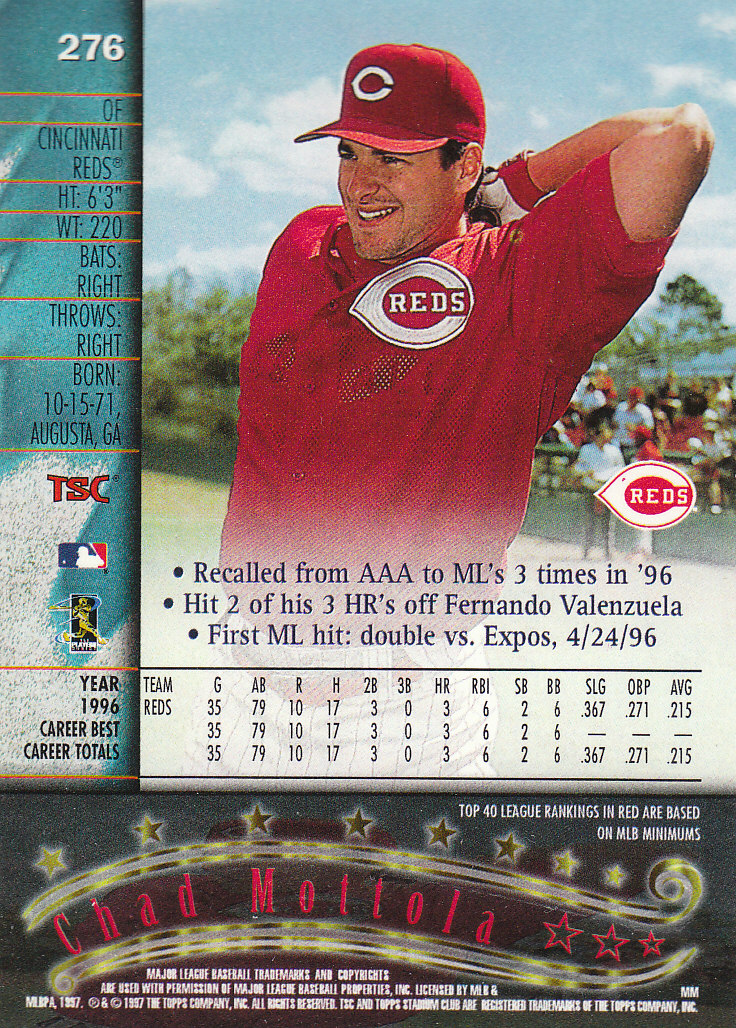 276
OF
CINCINNATI
REDS®
HT: 6'3"
WT: 220
BATS:
RIGHT
THROWS:
RIGHT
BORN:
10-15-71,
AUGUSTA, GA
TSC®
C
REDS
REDS
• Recalled from AAA to ML's 3 times in '96
• Hit 2 of his 3 HR's off Fernando Valenzuela
• First ML hit: double vs. Expos, 4/24/96
YEAR TEAM G AB R H 2B 3B HR RBI SB BB SLG OBP AVG
1996 REDS 35 79 10 17 3 0 3 6 2 6 .367 .271 .215
CAREER BEST 35 79 10 17 3 0 3 6 2 6 — — —
CAREER TOTALS 35 79 10 17 3 0 3 6 2 6 .367 .271 .215
TOP 40 LEAGUE RANKINGS IN RED ARE BASED
ON MLB MINIMUMS
Chad Mottola
MAJOR LEAGUE BASEBALL TRADEMARKS AND COPYRIGHTS
ARE USED WITH PERMISSION OF MAJOR LEAGUE BASEBALL PROPERTIES, INC. LICENSED BY MLB &
MM
MLBPA, 1997. ® & © 1997 THE TOPPS COMPANY, INC. ALL RIGHTS RESERVED. TSC AND TOPPS STADIUM CLUB ARE REGISTERED TRADEMARKS OF THE TOPPS COMPANY, INC.